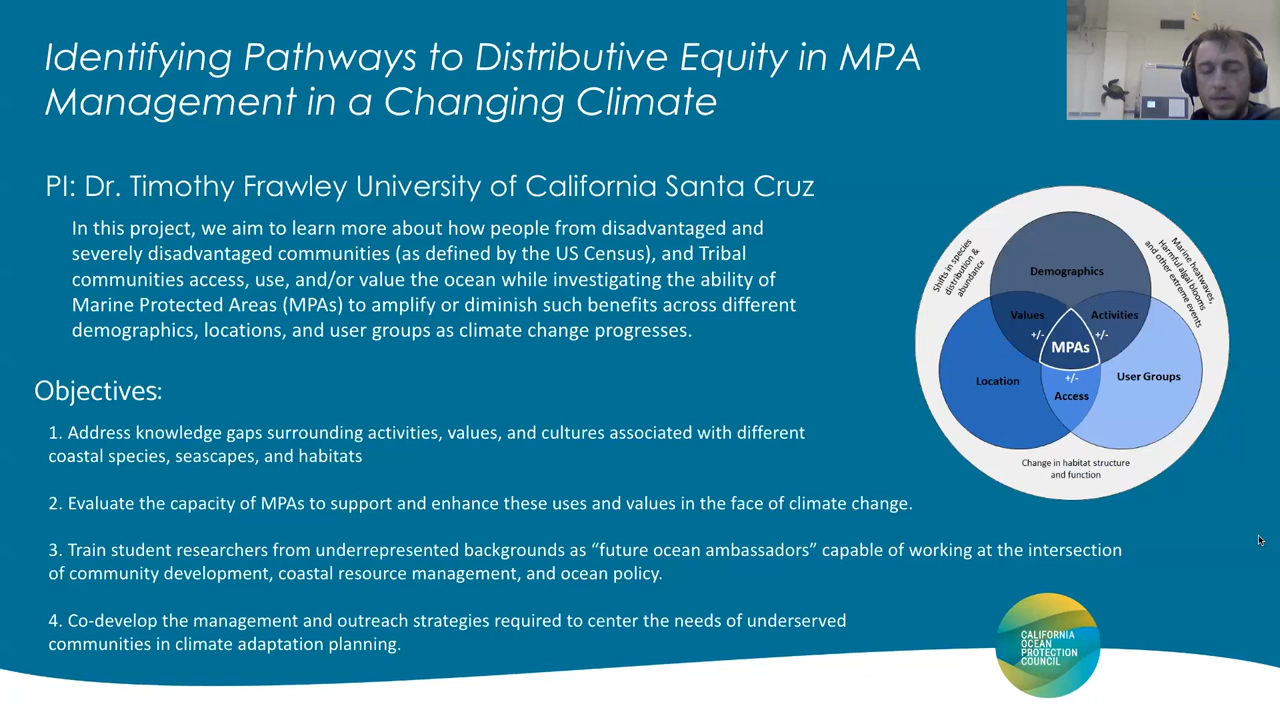 Identifying Pathways to Distributive Equity in MPA
Management in a Changing Climate
PI: Dr. Timothy Frawley University of California Santa Cruz
In this project, we aim to learn more about how people from disadvantaged and
severely disadvantaged communities (as defined by the US Census), and Tribal
communities access, use, and/or value the ocean while investigating the ability of
Marine Protected Areas (MPAs) to amplify or diminish such benefits across different
demographics, locations, and user groups as climate change progresses.
Objectives:
1. Address knowledge gaps surrounding activities, values, and cultures associated with different
coastal species, seascapes, and habitats
2. Evaluate the capacity of MPAs to support and enhance these uses and values in the face of climate change.
3. Train student researchers from underrepresented backgrounds as “future ocean ambassadors” capable of working at the intersection
of community development, coastal resource management, and ocean policy.
4. Co-develop the management and outreach strategies required to center the needs of underserved
communities in climate adaptation planning.
Shifts in species
distribution &
abundance
Marine heatwaves,
Harmful algal blooms
and other extreme events
Demographics
Values
Activities
+/-
+/-
MPAs
Location
+/-
User Groups
Access
Change in habitat structure
and function
CALIFORNIA
OCEAN
PROTECTION
COUNCIL